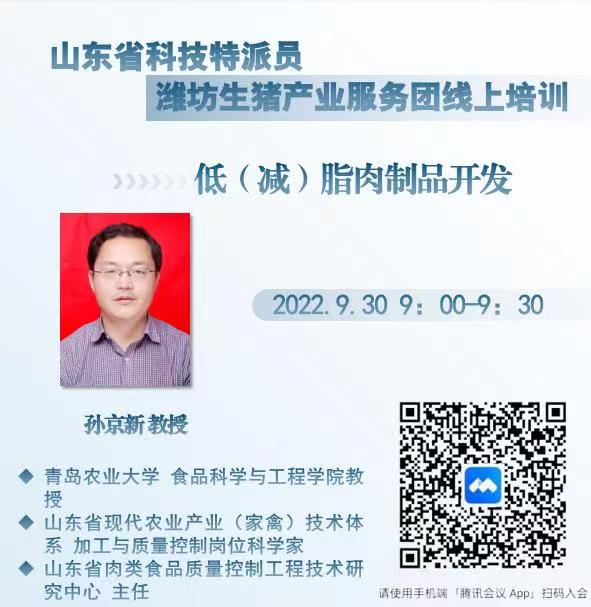 山东省科技特派员
潍坊生猪产业服务团线上培训
低（减）脂肉制品开发
2022.9.30 9：00-9：30
孙京新 教授
◆ 青岛农业大学 食品科学与工程学院教
授
◆ 山东省现代农业产业（家禽）技术体
系 加工与质量控制岗位科学家
◆ 山东省肉类食品质量控制工程技术研
究中心 主任
请使用手机端「腾讯会议 App」扫码入会